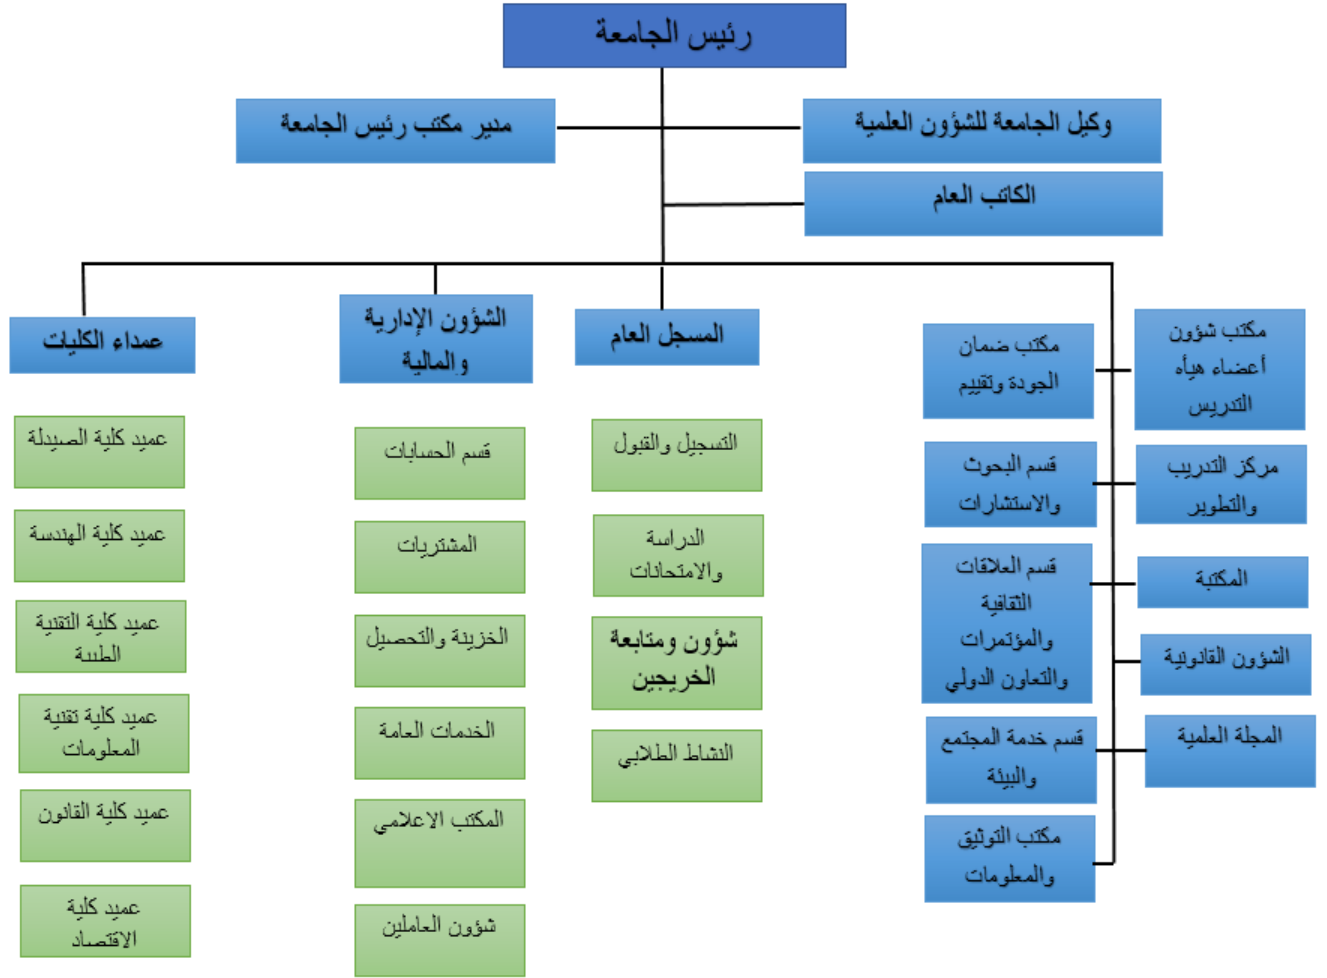 رئيس الجامعة
وكيل الجامعة للشؤون العلمية
مدير مكتب رئيس الجامعة
الكاتب العام
مكتب شؤون
أعضاء هيأه
التدريس
مكتب ضمان
الجودة وتقييم
مركز التدريب
والتطوير
قسم البحوث
والاستشارات
المكتبة
قسم العلاقات
الثقافية
والمؤتمرات
والتعاون الدولي
الشؤون القانونية
المجلة العلمية
قسم خدمة المجتمع
والبيئة
مكتب التوثيق
والمعلومات
المسجل العام
التسجيل والقبول
الدراسة
والامتحانات
شؤون ومتابعة
الخريجين
النشاط الطلابي
الشؤون الإدارية
والمالية
قسم الحسابات
المشتريات
الخزينة والتحصيل
الخدمات العامة
المكتب الاعلامي
شؤون العاملين
عمداء الكليات
عميد كلية الصيدلة
عميد كلية الهندسة
عميد كلية التقنية
الطبية
عميد كلية تقنية
المعلومات
عميد كلية القانون
عميد كلية
الاقتصاد